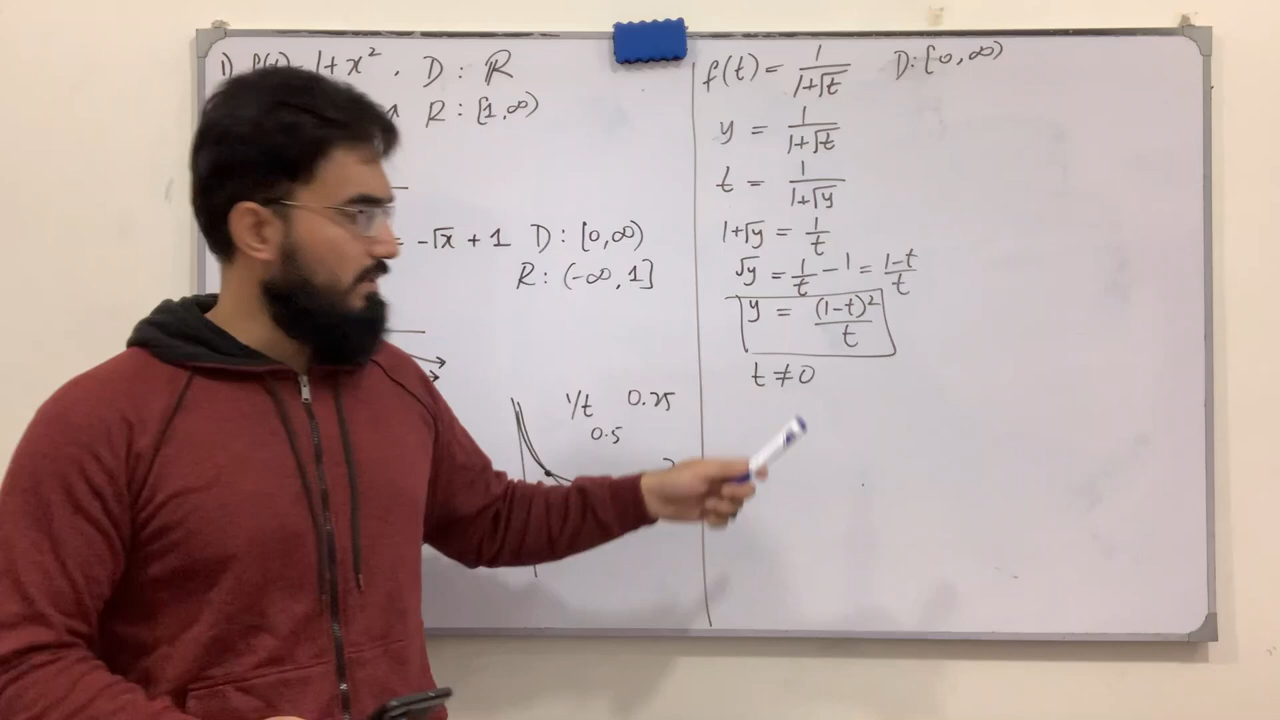 1) f(t) = 1+x², D: ℝ
R: [1,∞)
= -√x + 1 D: [0,∞)
R: (-∞, 1]
1/t 0.25
0.5
f(t) = 1/(1+√t) D: [0,∞)
y = 1/(1+√t)
t = 1/(1+√y)
1+√y = 1/t
√y = 1/t - 1 = (1-t)/t
y = (1-t)²/t
t ≠ 0